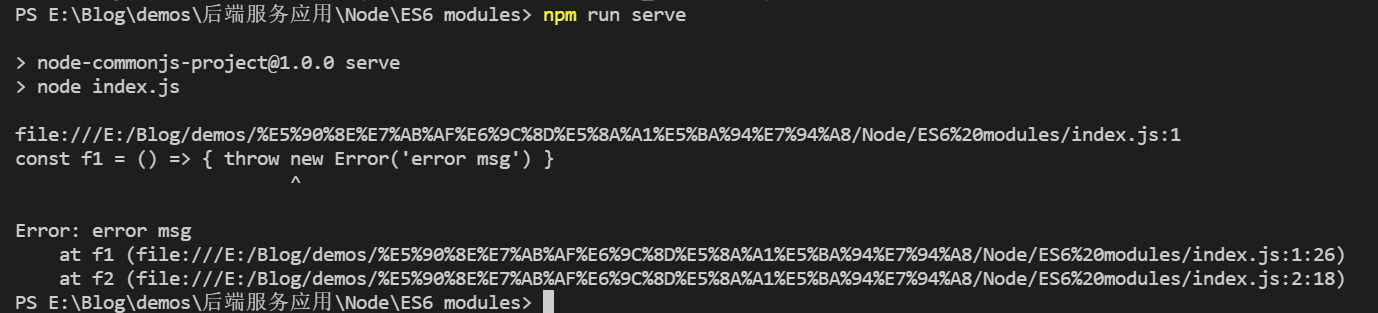 PS E:\Blog\demos\后端服务应用\Node\ES6 modules> npm run serve
> node-commonjs-project@1.0.0 serve
> node index.js
file:///E:/Blog/demos/%E5%90%8E%E7%AB%AF%E6%9C%8D%E5%8A%A1%E5%BA%94%E7%94%A8/Node/ES6%20modules/index.js:1
const f1 = () => { throw new Error('error msg') }
^
Error: error msg
at f1 (file:///E:/Blog/demos/%E5%90%8E%E7%AB%AF%E6%9C%8D%E5%8A%A1%E5%BA%94%E7%94%A8/Node/ES6%20modules/index.js:1:26)
at f2 (file:///E:/Blog/demos/%E5%90%8E%E7%AB%AF%E6%9C%8D%E5%8A%A1%E5%BA%94%E7%94%A8/Node/ES6%20modules/index.js:2:18)
PS E:\Blog\demos\后端服务应用\Node\ES6 modules>